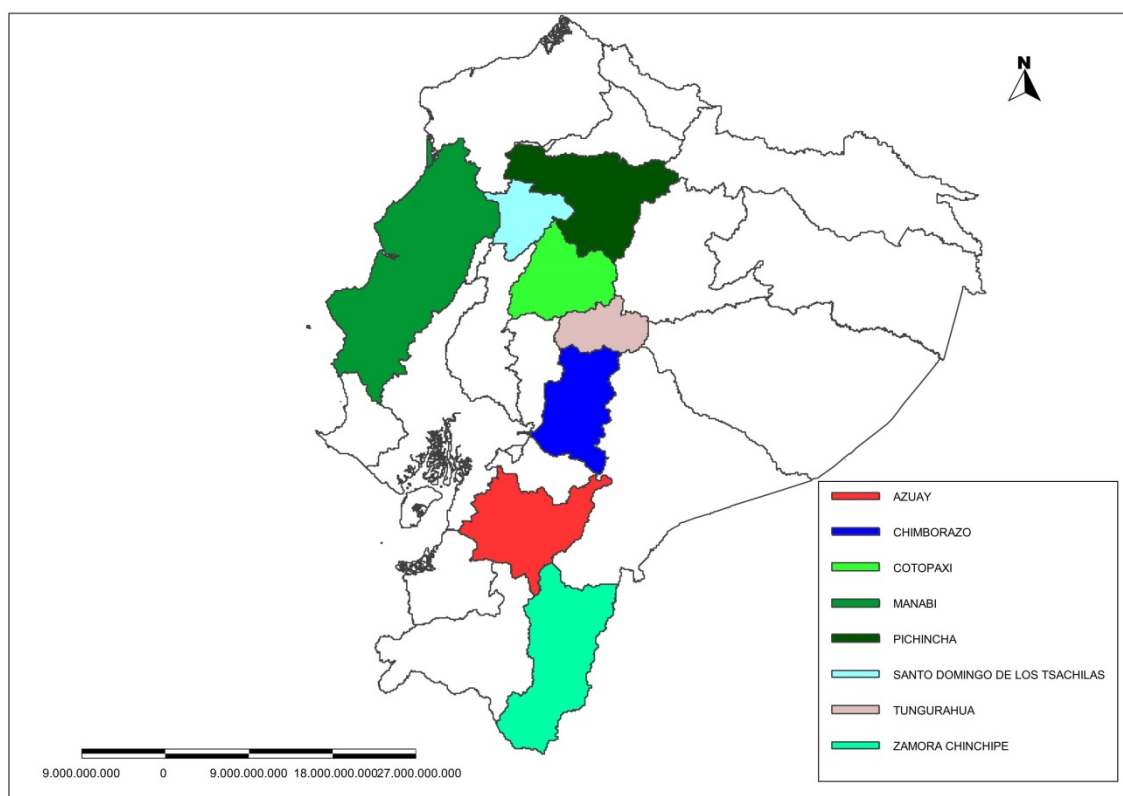 N
AZUAY
CHIMBORAZO
COTOPAXI
MANABI
PICHINCHA
SANTO DOMINGO DE LOS TSACHILAS
TUNGURAHUA
ZAMORA CHINCHIPE
9.000.000.000 0 9.000.000.000 18.000.000.000 27.000.000.000